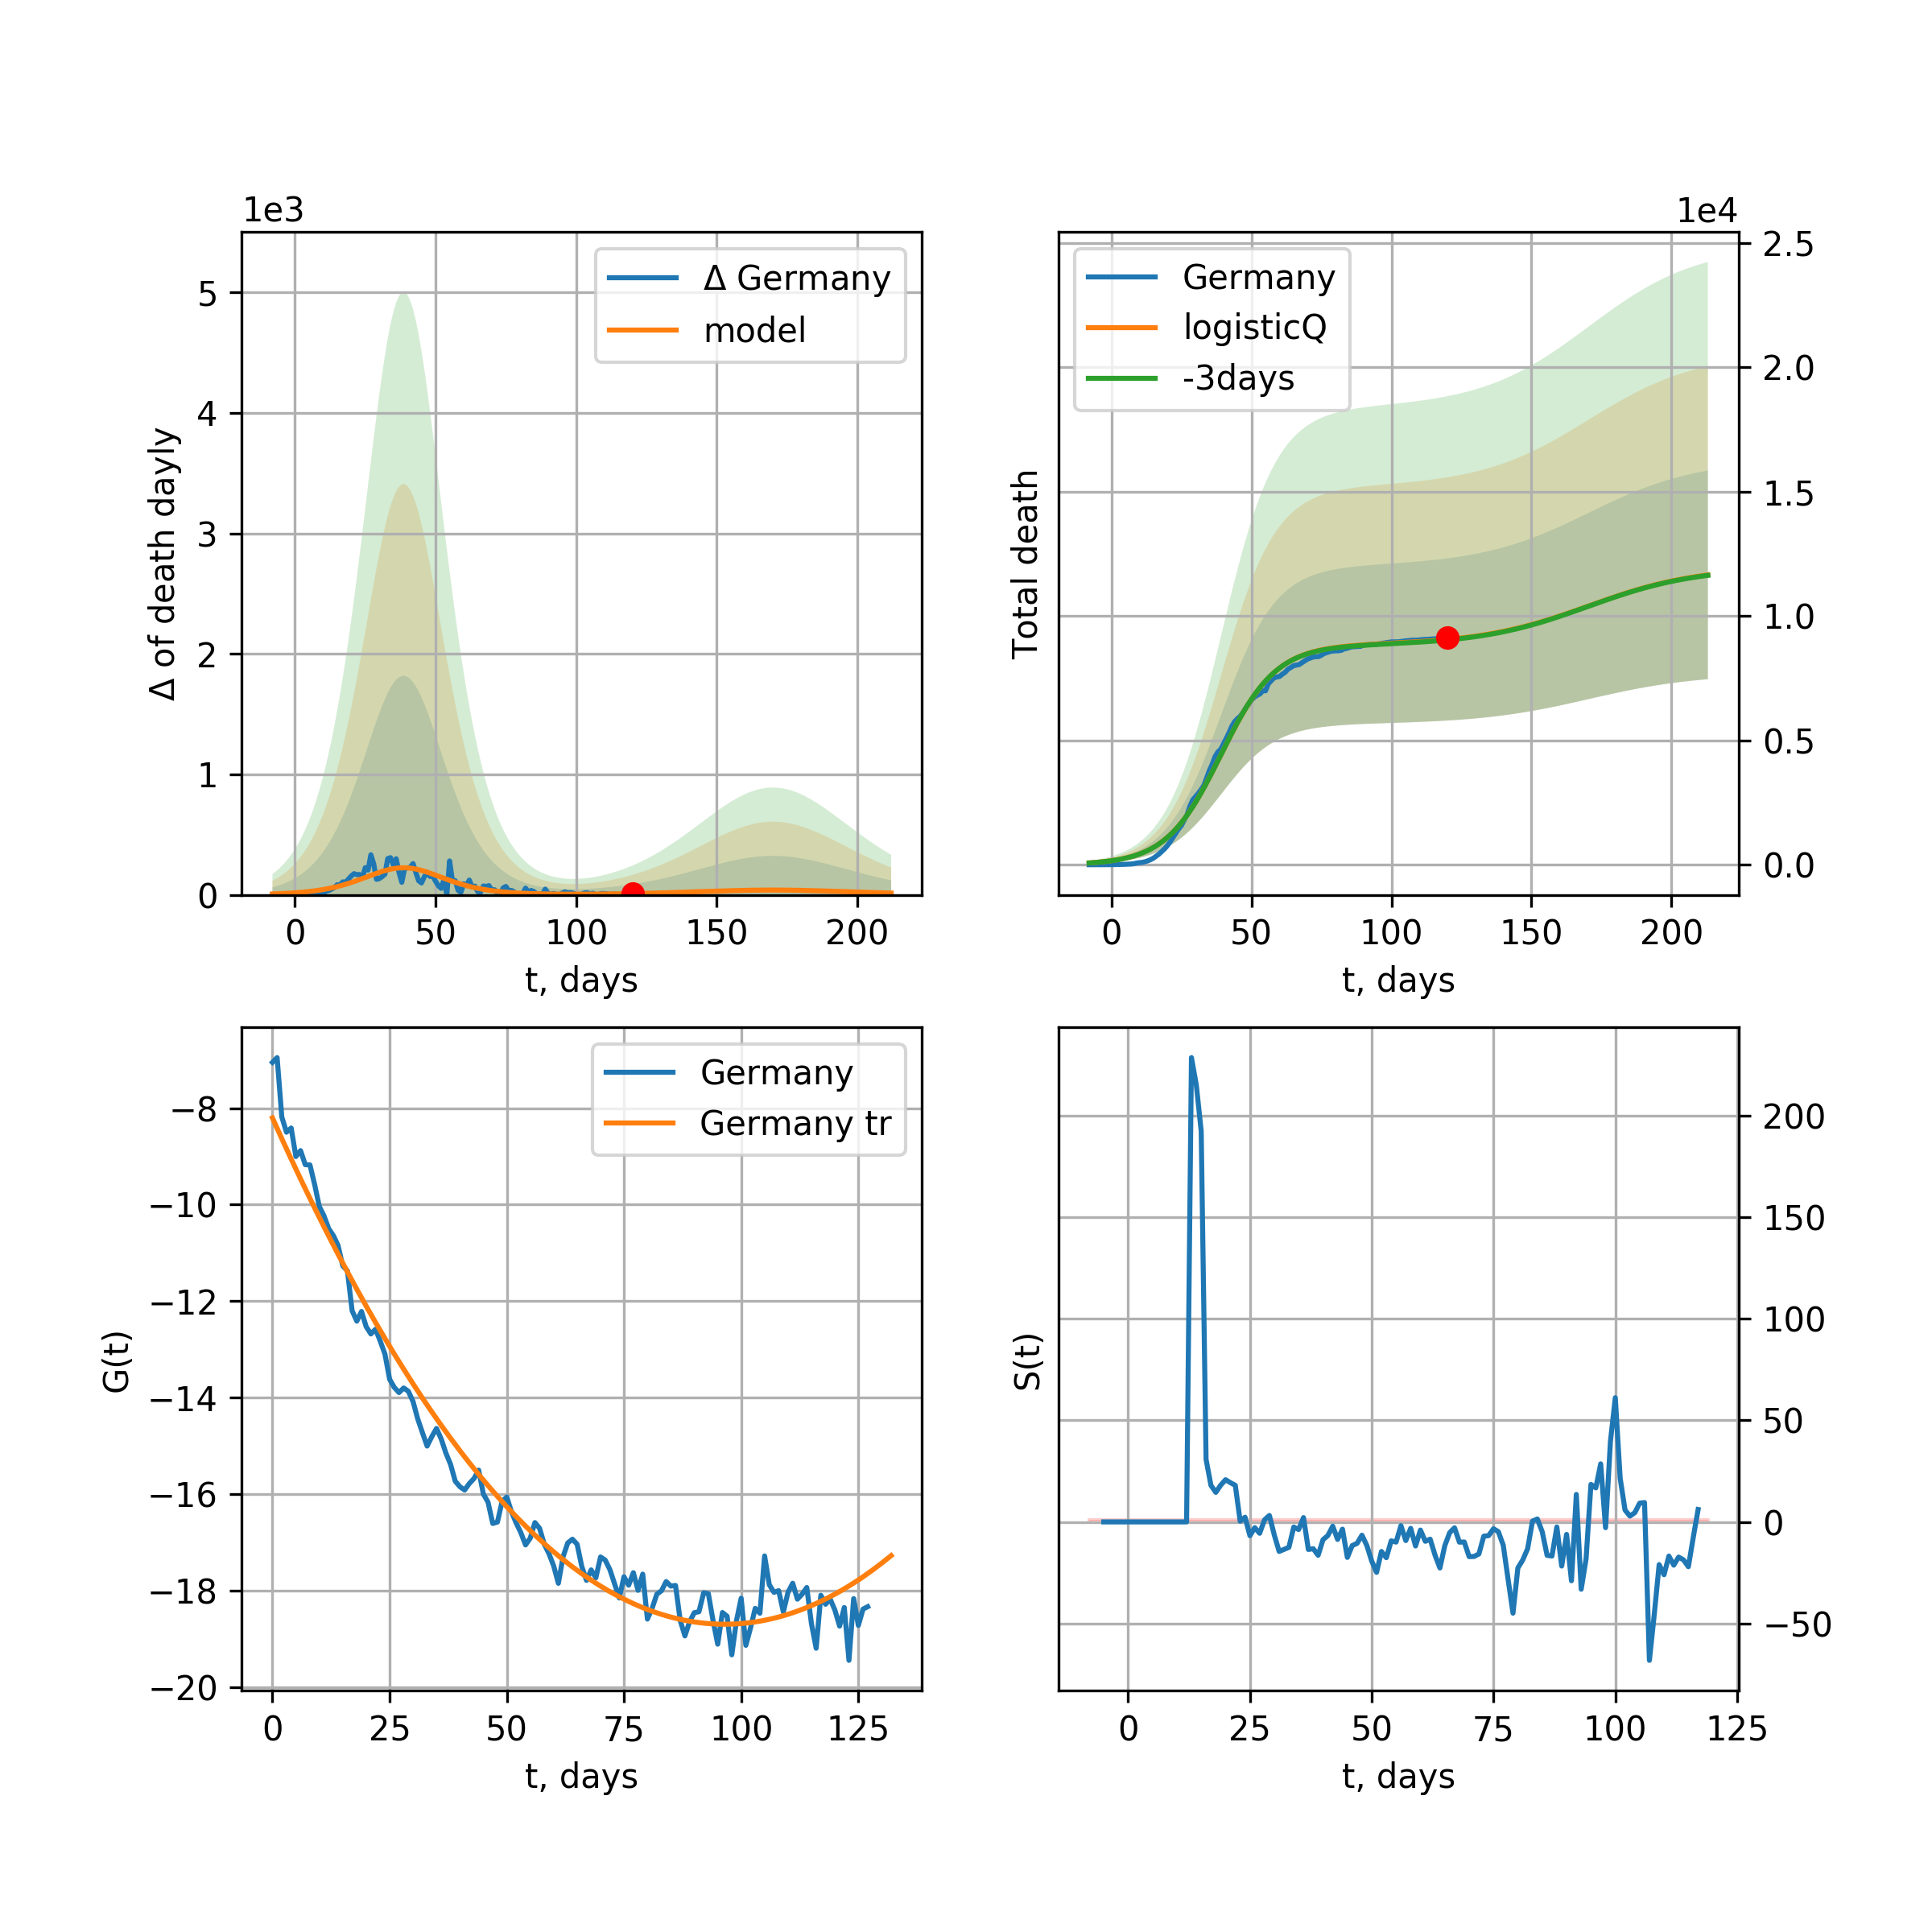 1e3
Δ of death dayly
5
4
3
2
1
0
0 50 100 150 200
t, days
Δ Germany
model
1e4
Total death
2.5
2.0
1.5
1.0
0.5
0.0
0 50 100 150 200
t, days
Germany
logisticQ
-3days
G(t)
−8
−10
−12
−14
−16
−18
−20
0 25 50 75 100 125
t, days
Germany
Germany tr
S(t)
200
150
100
50
0
−50
0 25 50 75 100 125
t, days